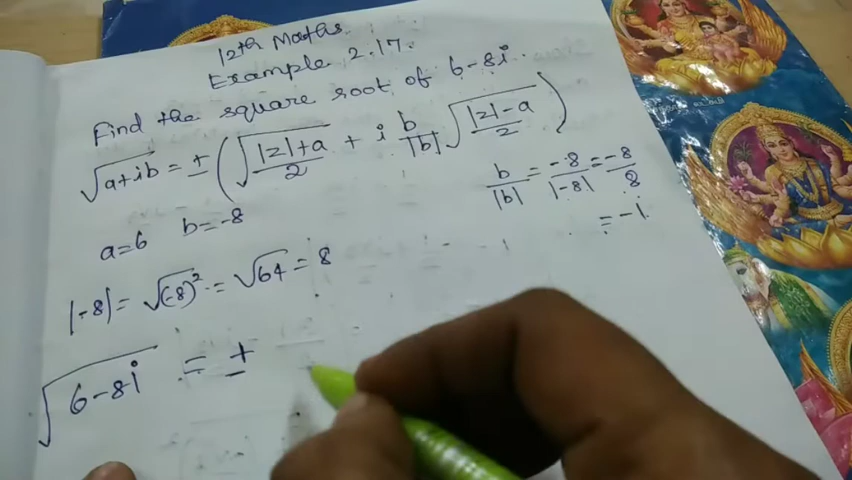 12th Maths.
Example 2.17.
Find the square root of 6-8i.
√(a+ib) = ± (√((|z|+a)/2) + i b/|b| √((|z|-a)/2))
a=6 b=-8
b/|b| = -8/|-8| = -8/8
= -1.
|-8| = √(-8)² = √64 = 8
√(6-8i) = ±